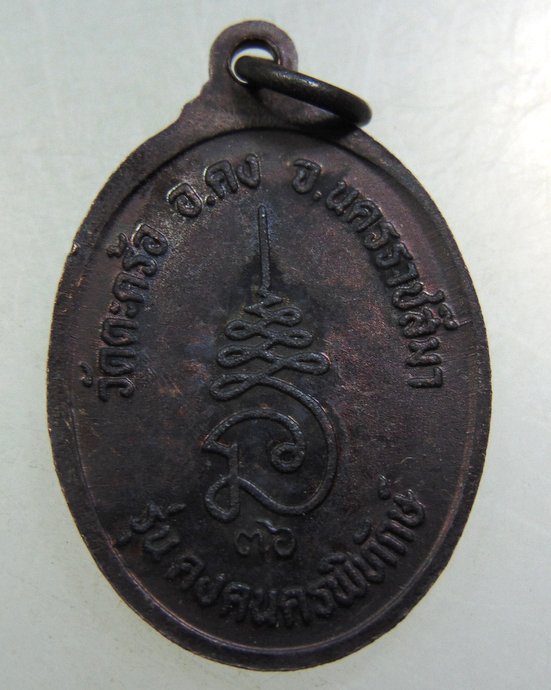 วัดตะคร้อ อ.คง จ.นครราชสีมา
๓๖
รุ่น คงคนครพิทักษ์